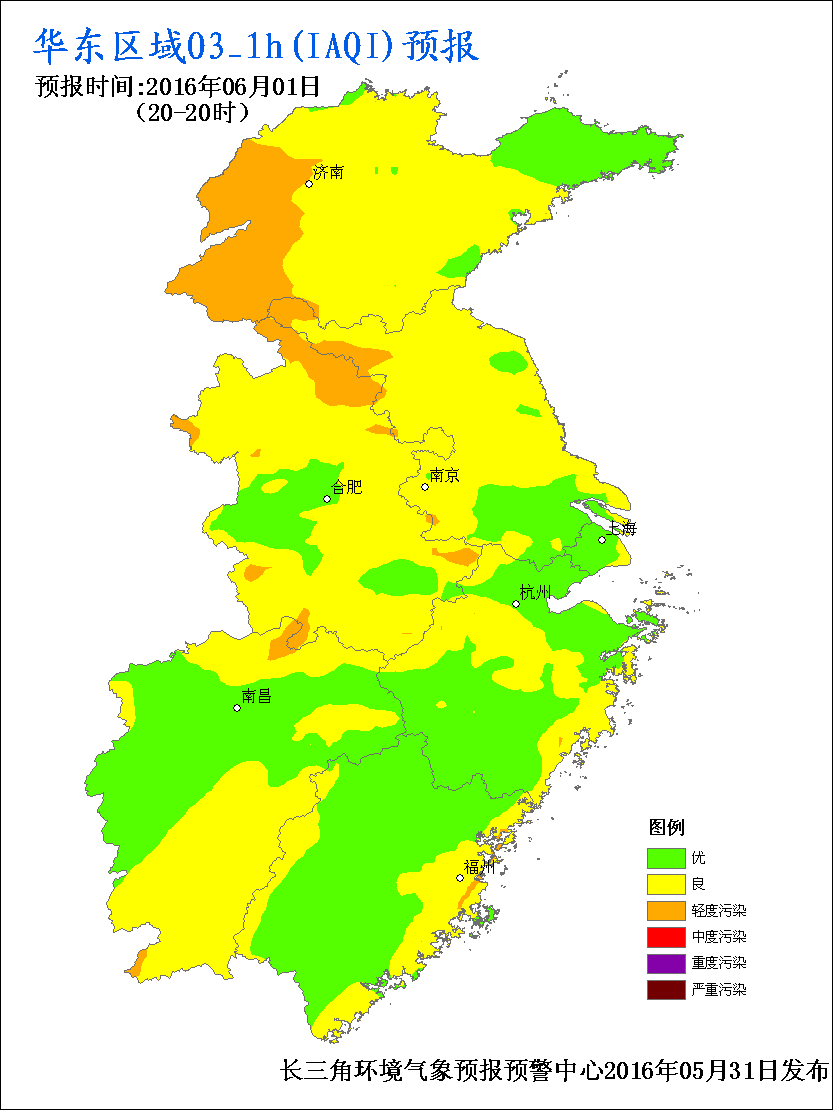 华东区域O3_1h(IAQI)预报
预报时间:2016年06月01日
（20-20时）
济南
南京
合肥
上海
杭州
南昌
福州
图例
优
良
轻度污染
中度污染
重度污染
严重污染
长三角环境气象预报预警中心2016年05月31日发布